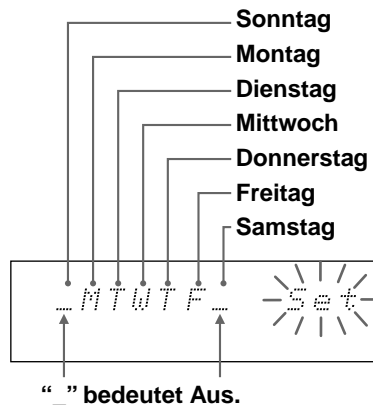 Sonntag
Montag
Dienstag
Mittwoch
Donnerstag
Freitag
Samstag
_MTWTF_ Set
“_” bedeutet Aus.